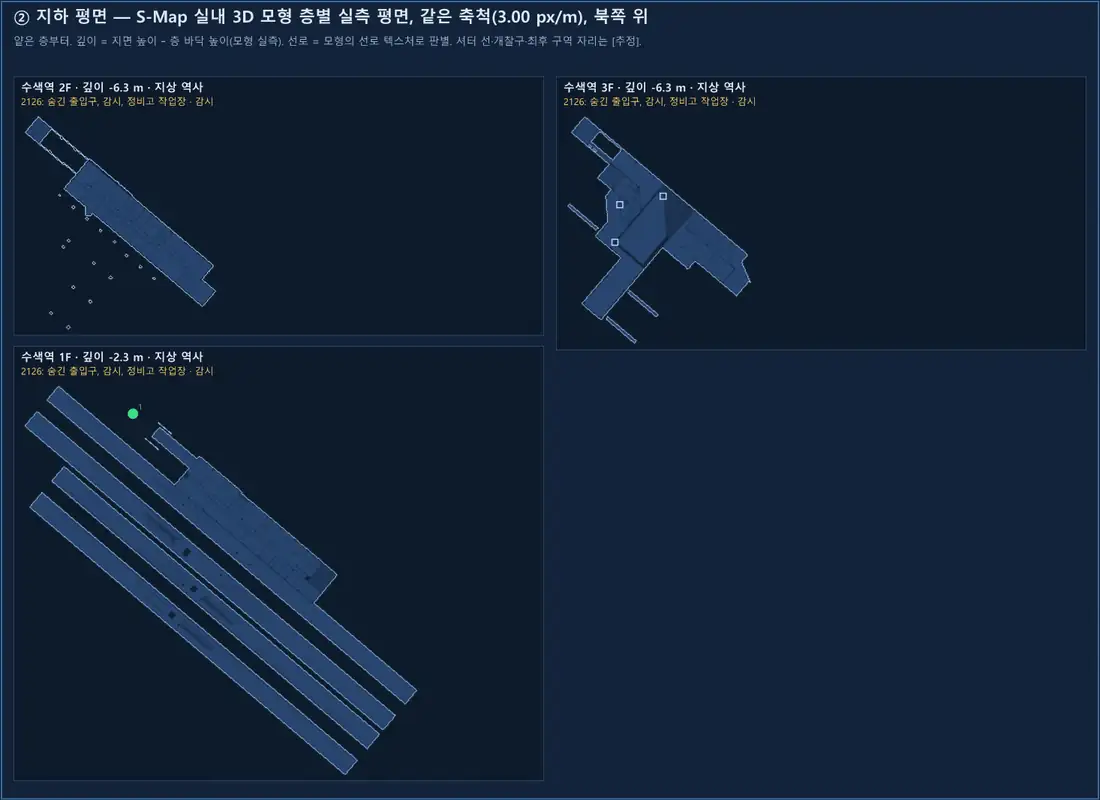 ② 지하 평면 — S-Map 실내 3D 모형 층별 실측 평면, 같은 축척(3.00 px/m), 북쪽 위
얕은 층부터. 깊이 = 지면 높이 – 층 바닥 높이(모형 실측). 선로 = 모형의 선로 텍스처로 판별. 셔터 선·개찰구·최후 구역 자리는 [추정].
수색역 2F · 깊이 -6.3 m · 지상 역사
2126: 숨긴 출입구, 감시, 정비고 작업장 · 감시
수색역 3F · 깊이 -6.3 m · 지상 역사
2126: 숨긴 출입구, 감시, 정비고 작업장 · 감시
수색역 1F · 깊이 -2.3 m · 지상 역사
2126: 숨긴 출입구, 감시, 정비고 작업장 · 감시
1